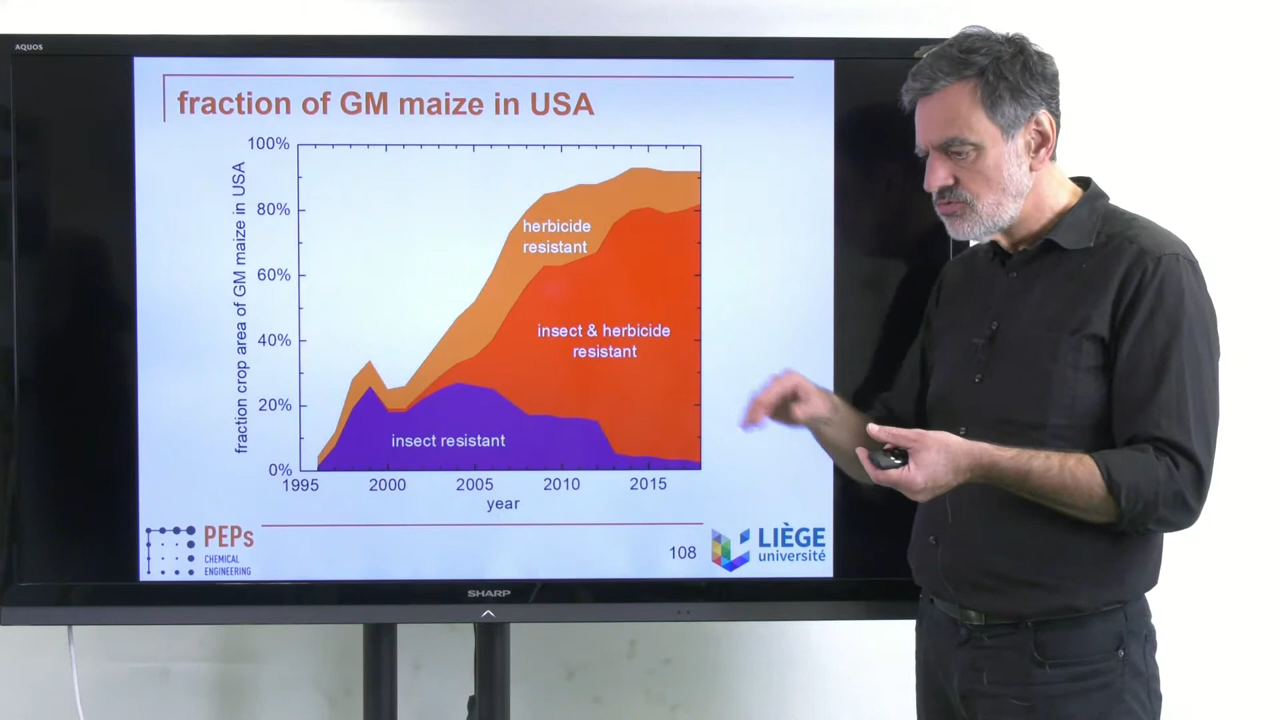 AQUOS
fraction of GM maize in USA
100%
80%
60%
40%
20%
0%
fraction crop area of GM maize in USA
herbicide
resistant
insect & herbicide
resistant
insect resistant
1995
2000
2005
2010
2015
year
PEPs
CHEMICAL
ENGINEERING
108
LIÈGE
université
SHARP